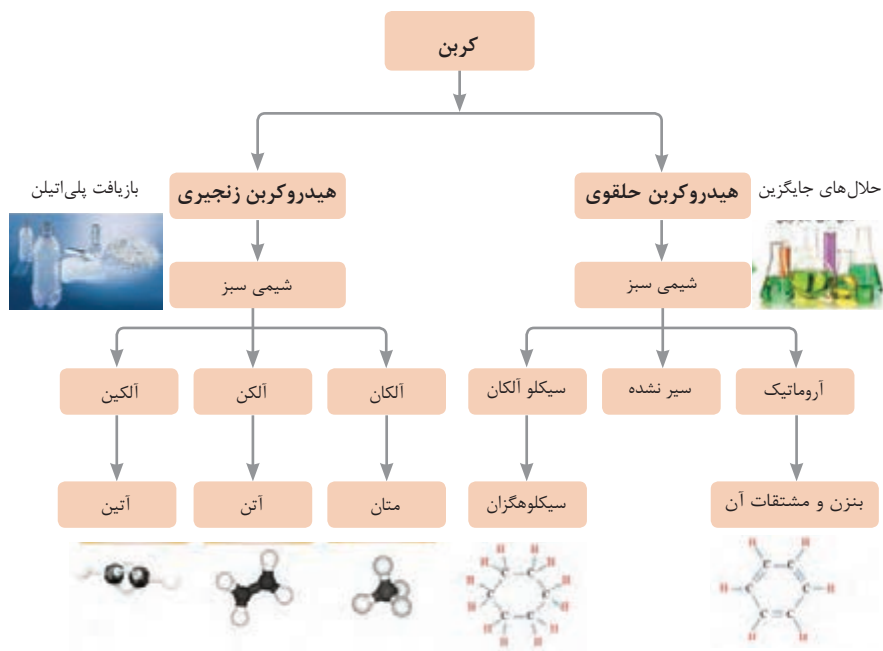 کربن
هیدروکربن حلقوی
هیدروکربن زنجیری
حلال‌های جایگزین
بازیافت پلی‌اتیلن
شیمی سبز
شیمی سبز
آروماتیک
سیر نشده
سیکلو آلکان
آلکان
آلکن
آلکین
بنزن و مشتقات آن
سیکلوهگزان
متان
آتن
آتین
H H
H C C H
C C
H C C H
H H
H H
H H
H C C H
H C C H
H C C H
H H
H H